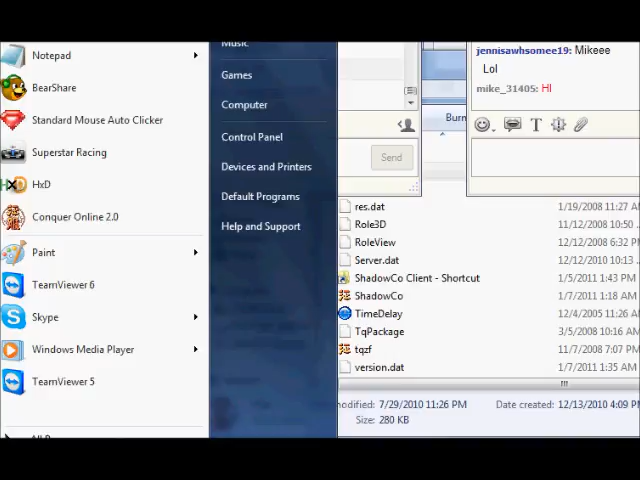 Notepad
BearShare
Standard Mouse Auto Clicker
Superstar Racing
HxD
Conquer Online 2.0
Paint
TeamViewer 6
Skype
Windows Media Player
TeamViewer 5
Music
Games
Computer
Control Panel
Devices and Printers
Default Programs
Help and Support
jennisawhsomee19: Mikeee
Lol
mike_31405: HI
Send
Burn
res.dat 1/19/2008 11:27 AM
Role3D 11/12/2008 10:50
RoleView 12/12/2008 6:32 P
Server.dat 12/12/2010 10:13
ShadowCo Client - Shortcut 1/5/2011 1:43 PM
ShadowCo 1/7/2011 1:18 AM
TimeDelay 12/4/2005 11:26
TqPackage 3/5/2008 10:16 AM
tqzf 11/7/2008 7:07 PM
version.dat 1/7/2011 1:35 AM
modified: 7/29/2010 11:26 PM Date created: 12/13/2010 4:09 P
Size: 280 KB